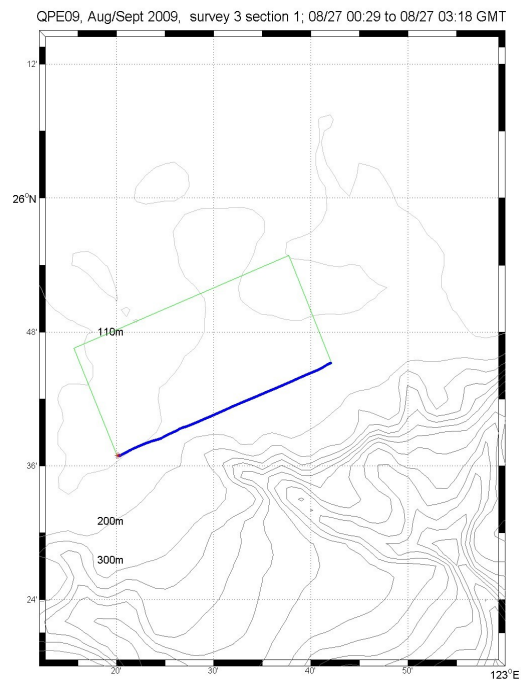 QPE09, Aug/Sept 2009, survey 3 section 1; 08/27 00:29 to 08/27 03:18 GMT
12'
26°N
48'
110m
36'
200m
300m
24'
20' 30' 40' 50' 123°E